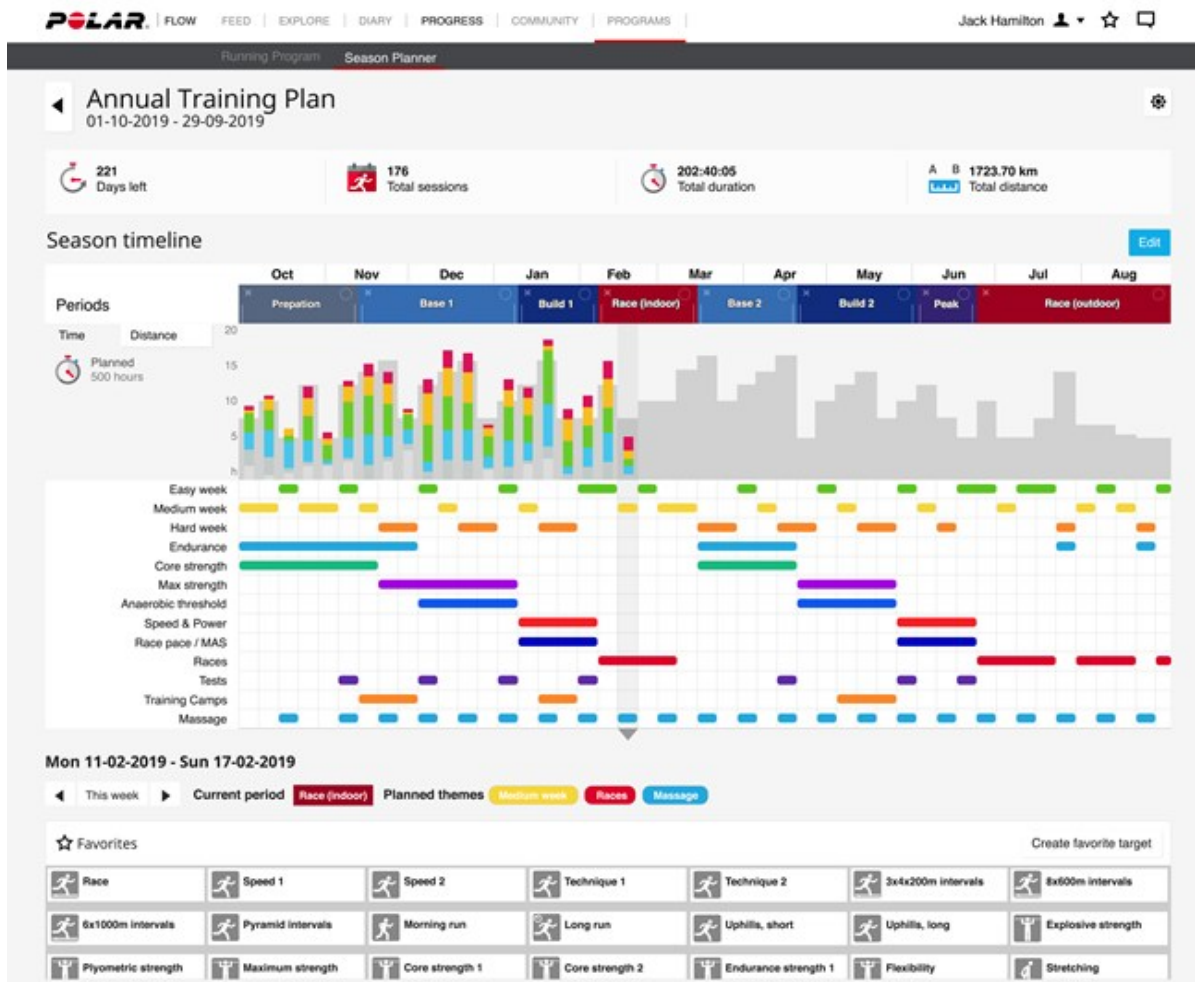 POLAR. FLOW FEED EXPLORE DIARY PROGRESS COMMUNITY PROGRAMS Jack Hamilton
Running Program Season Planner
Annual Training Plan
01-10-2019 - 29-09-2019
221 Days left
176 Total sessions
202:40:05 Total duration
A B 1723.70 km Total distance
Season timeline Edit
Oct Nov Dec Jan Feb Mar Apr May Jun Jul Aug
Periods Prepation Base 1 Build 1 Race (indoor) Base 2 Build 2 Peak Race (outdoor)
Time Distance 20
Planned 15
500 hours
10
5
h
Easy week
Medium week
Hard week
Endurance
Core strength
Max strength
Anaerobic threshold
Speed & Power
Race pace / MAS
Races
Tests
Training Camps
Massage
Mon 11-02-2019 - Sun 17-02-2019
This week Current period Race (indoor) Planned themes Medium week Races Massage
Favorites Create favorite target
Race Speed 1 Speed 2 Technique 1 Technique 2 3x4x200m intervals 8x600m intervals
6x1000m intervals Pyramid intervals Morning run Long run Uphills, short Uphills, long Explosive strength
Plyometric strength Maximum strength Core strength 1 Core strength 2 Endurance strength 1 Flexibility Stretching